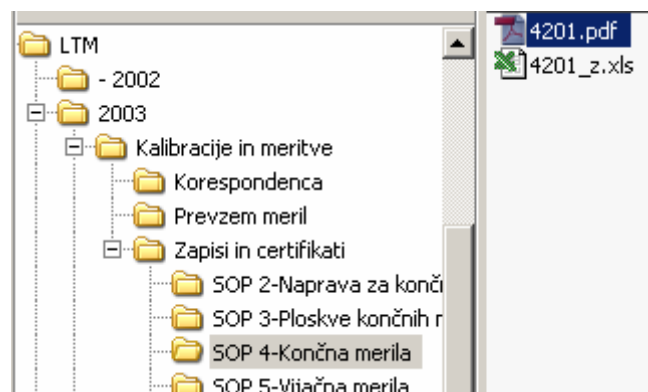 LTM
- 2002
2003
Kalibracije in meritve
Korespondenca
Prevzem meril
Zapisi in certifikati
SOP 2-Naprava za konči
SOP 3-Ploskve končnih r
SOP 4-Končna merila
SOP 5-Vijačna merila
4201.pdf
4201_z.xls